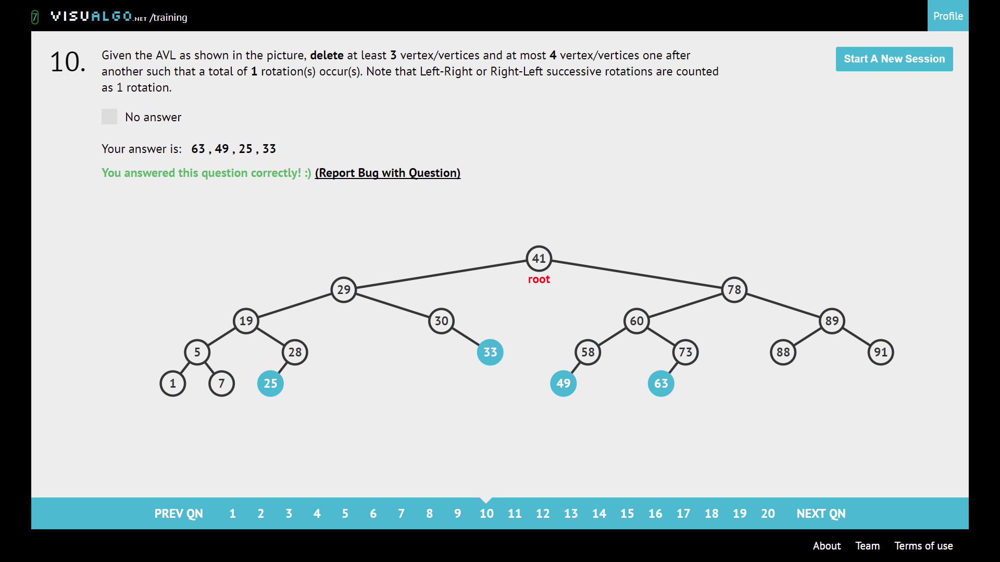 7 VISUALGO.NET /training
Profile
10.
Given the AVL as shown in the picture, delete at least 3 vertex/vertices and at most 4 vertex/vertices one after
another such that a total of 1 rotation(s) occur(s). Note that Left-Right or Right-Left successive rotations are counted
as 1 rotation.
Start A New Session
No answer
Your answer is: 63 , 49 , 25 , 33
You answered this question correctly! :) (Report Bug with Question)
41
root
29 78
19 30 60 89
5 28 33 58 73 88 91
1 7 25 49 63
PREV QN 1 2 3 4 5 6 7 8 9 10 11 12 13 14 15 16 17 18 19 20 NEXT QN
About Team Terms of use